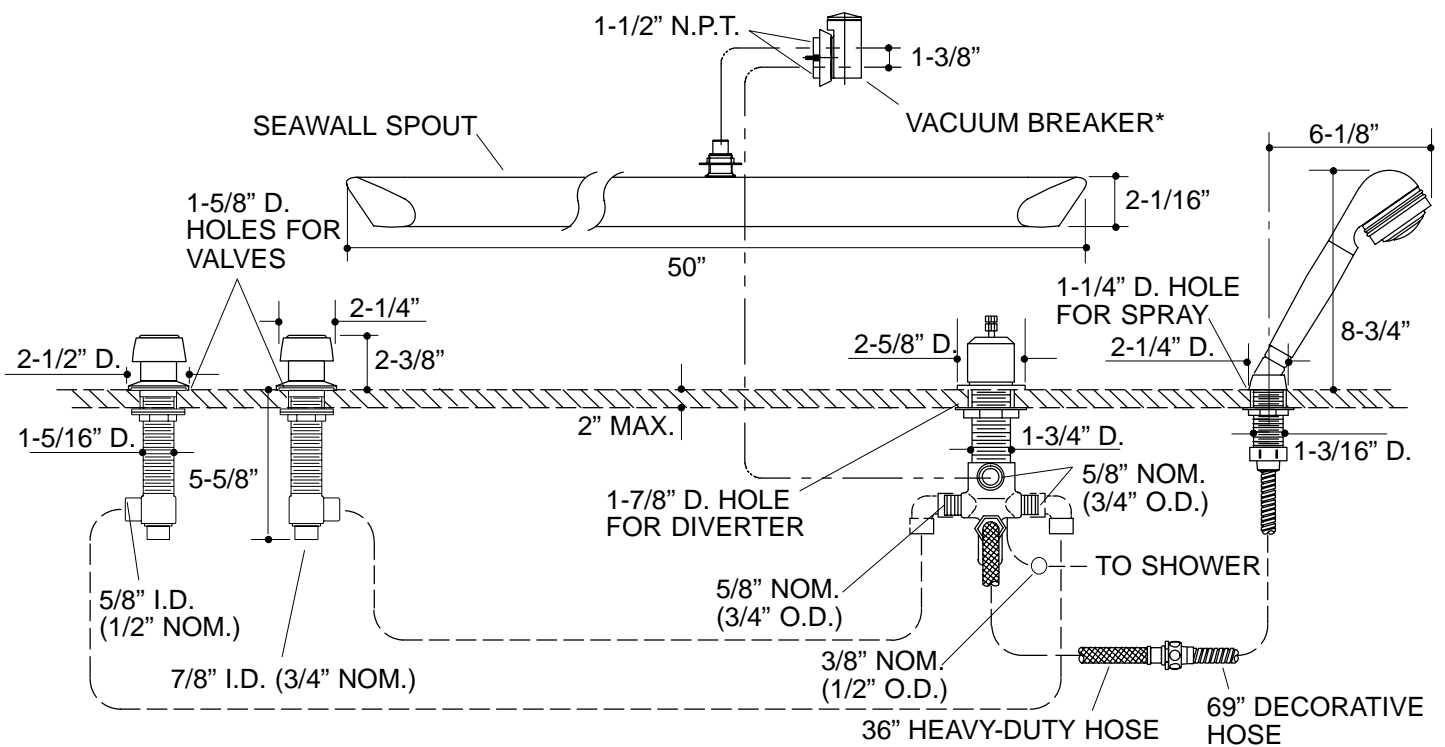 1-1/2” N.P.T.
1-3/8”
VACUUM BREAKER*
SEAWALL SPOUT
6-1/8”
2-1/16”
1-5/8” D.
HOLES FOR
VALVES
50”
1-1/4” D. HOLE
FOR SPRAY
8-3/4”
2-1/4”
2-1/2” D.
2-3/8”
2-5/8” D.
2-1/4” D.
2” MAX.
1-5/16” D.
5-5/8”
1-3/4” D.
1-3/16” D.
1-7/8” D. HOLE
FOR DIVERTER
5/8” NOM.
(3/4” O.D.)
TO SHOWER
5/8” I.D.
(1/2” NOM.)
5/8” NOM.
(3/4” O.D.)
7/8” I.D. (3/4” NOM.)
3/8” NOM.
(1/2” O.D.)
36” HEAVY-DUTY HOSE
69” DECORATIVE
HOSE